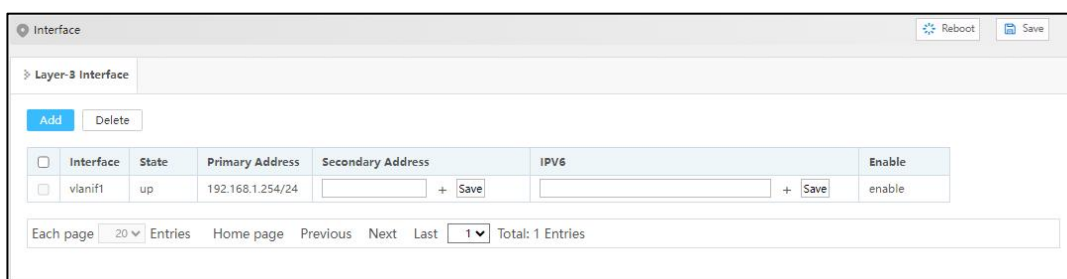 Interface Reboot Save
Layer-3 Interface
Add Delete
Interface State Primary Address Secondary Address IPV6 Enable
vlanif1 up 192.168.1.254/24 + Save + Save enable
Each page 20 Entries Home page Previous Next Last 1 Total: 1 Entries